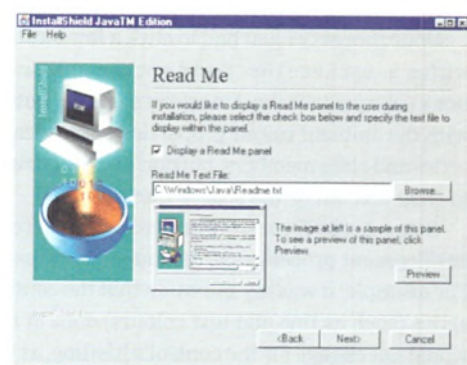 InstallShield JavaTM Edition
File Help
InstallShield
Read Me
If you would like to display a Read Me panel to the user during
installation, please select the check box below and specify the text file to
display within the panel.
Display a Read Me panel
Read Me Text File:
C:\Windows\Java\Readme.txt
Browse...
The image at left is a sample of this panel.
To see a preview of this panel, click
Preview.
Preview
<Back
Next>
Cancel